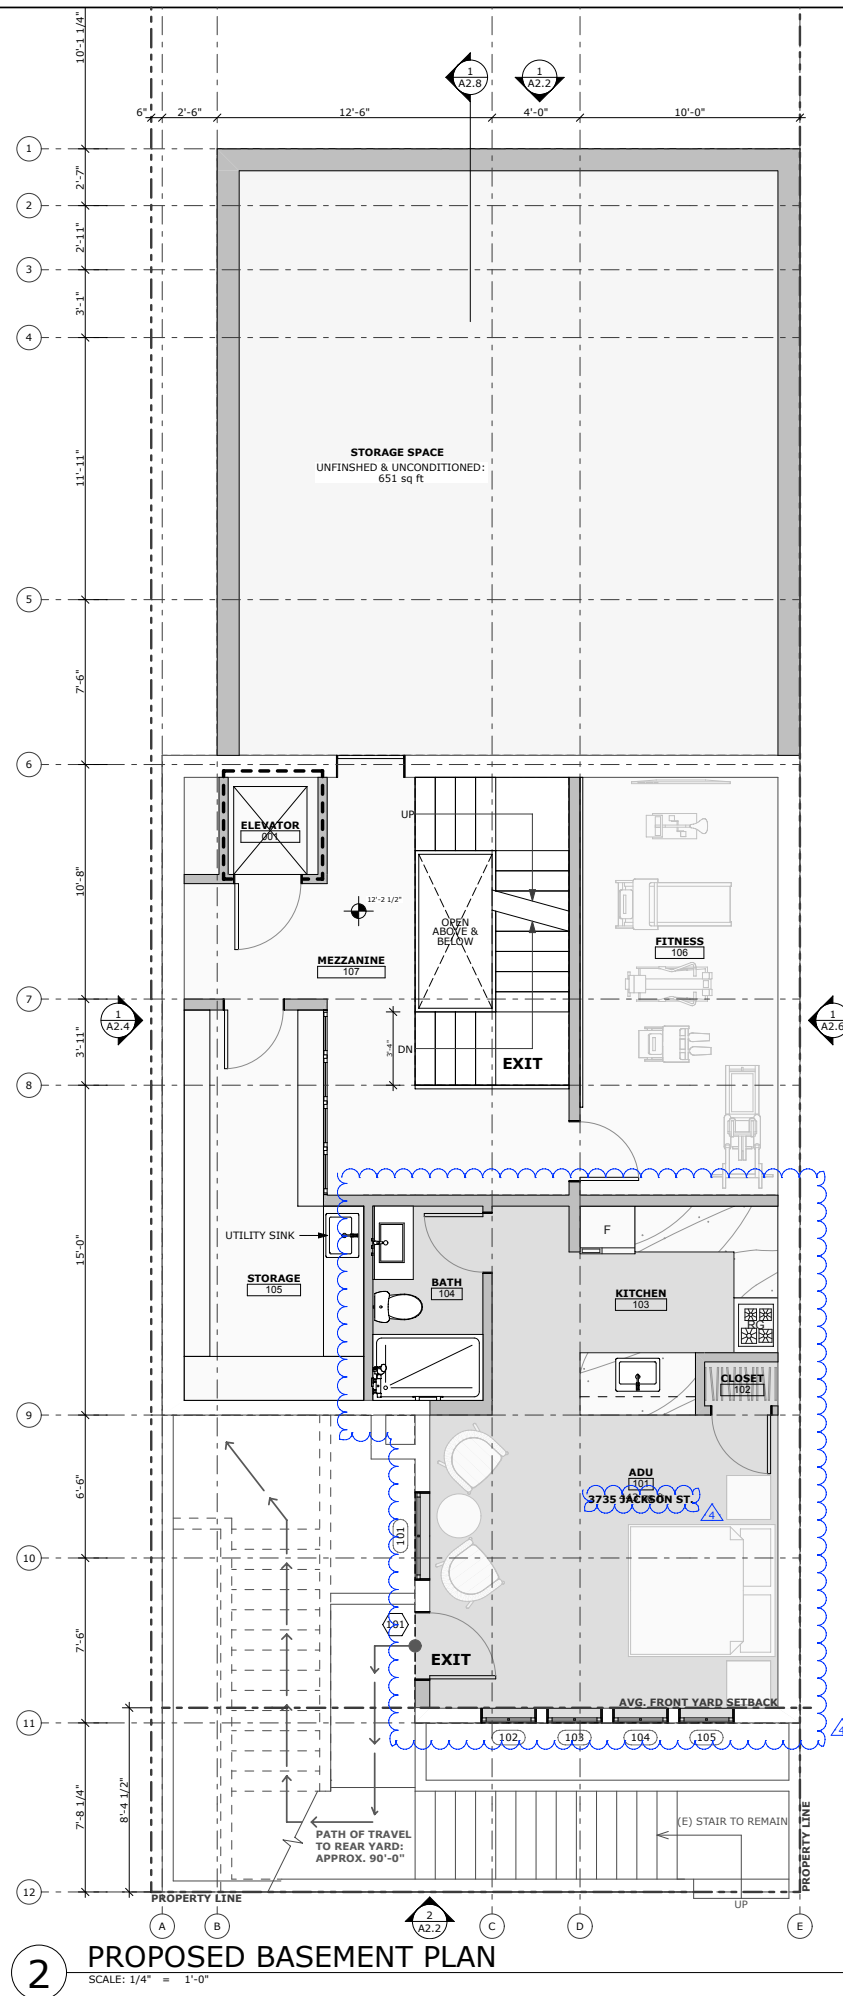 10'-1 1/4"
1
A2.8
1
A2.2
6"
2'-6"
12'-6"
4'-0"
10'-0"
1
2'-7"
2
2'-11"
3
3'-1"
4
11'-11"
STORAGE SPACE
UNFINSHED & UNCONDITIONED:
651 sq ft
5
7'-6"
6
ELEVATOR
001
UP
10'-8"
12'-2 1/2"
OPEN
ABOVE &
BELOW
FITNESS
106
MEZZANINE
107
7
1
A2.4
1
A2.6
3'-11"
3'-4"
DN
EXIT
8
15'-0"
UTILITY SINK
F
STORAGE
105
BATH
104
KITCHEN
103
RG
CLOSET
102
9
6'-6"
ADU
101
3735 JACKSON ST.
4
101
10
7'-6"
101
EXIT
AVG. FRONT YARD SETBACK
11
102
103
104
105
4
7'-8 1/4"
8'-4 1/2"
PATH OF TRAVEL
TO REAR YARD:
APPROX. 90'-0"
(E) STAIR TO REMAIN
PROPERTY LINE
UP
12
PROPERTY LINE
A
B
2
A2.2
C
D
E
2
PROPOSED BASEMENT PLAN
SCALE: 1/4" = 1'-0"